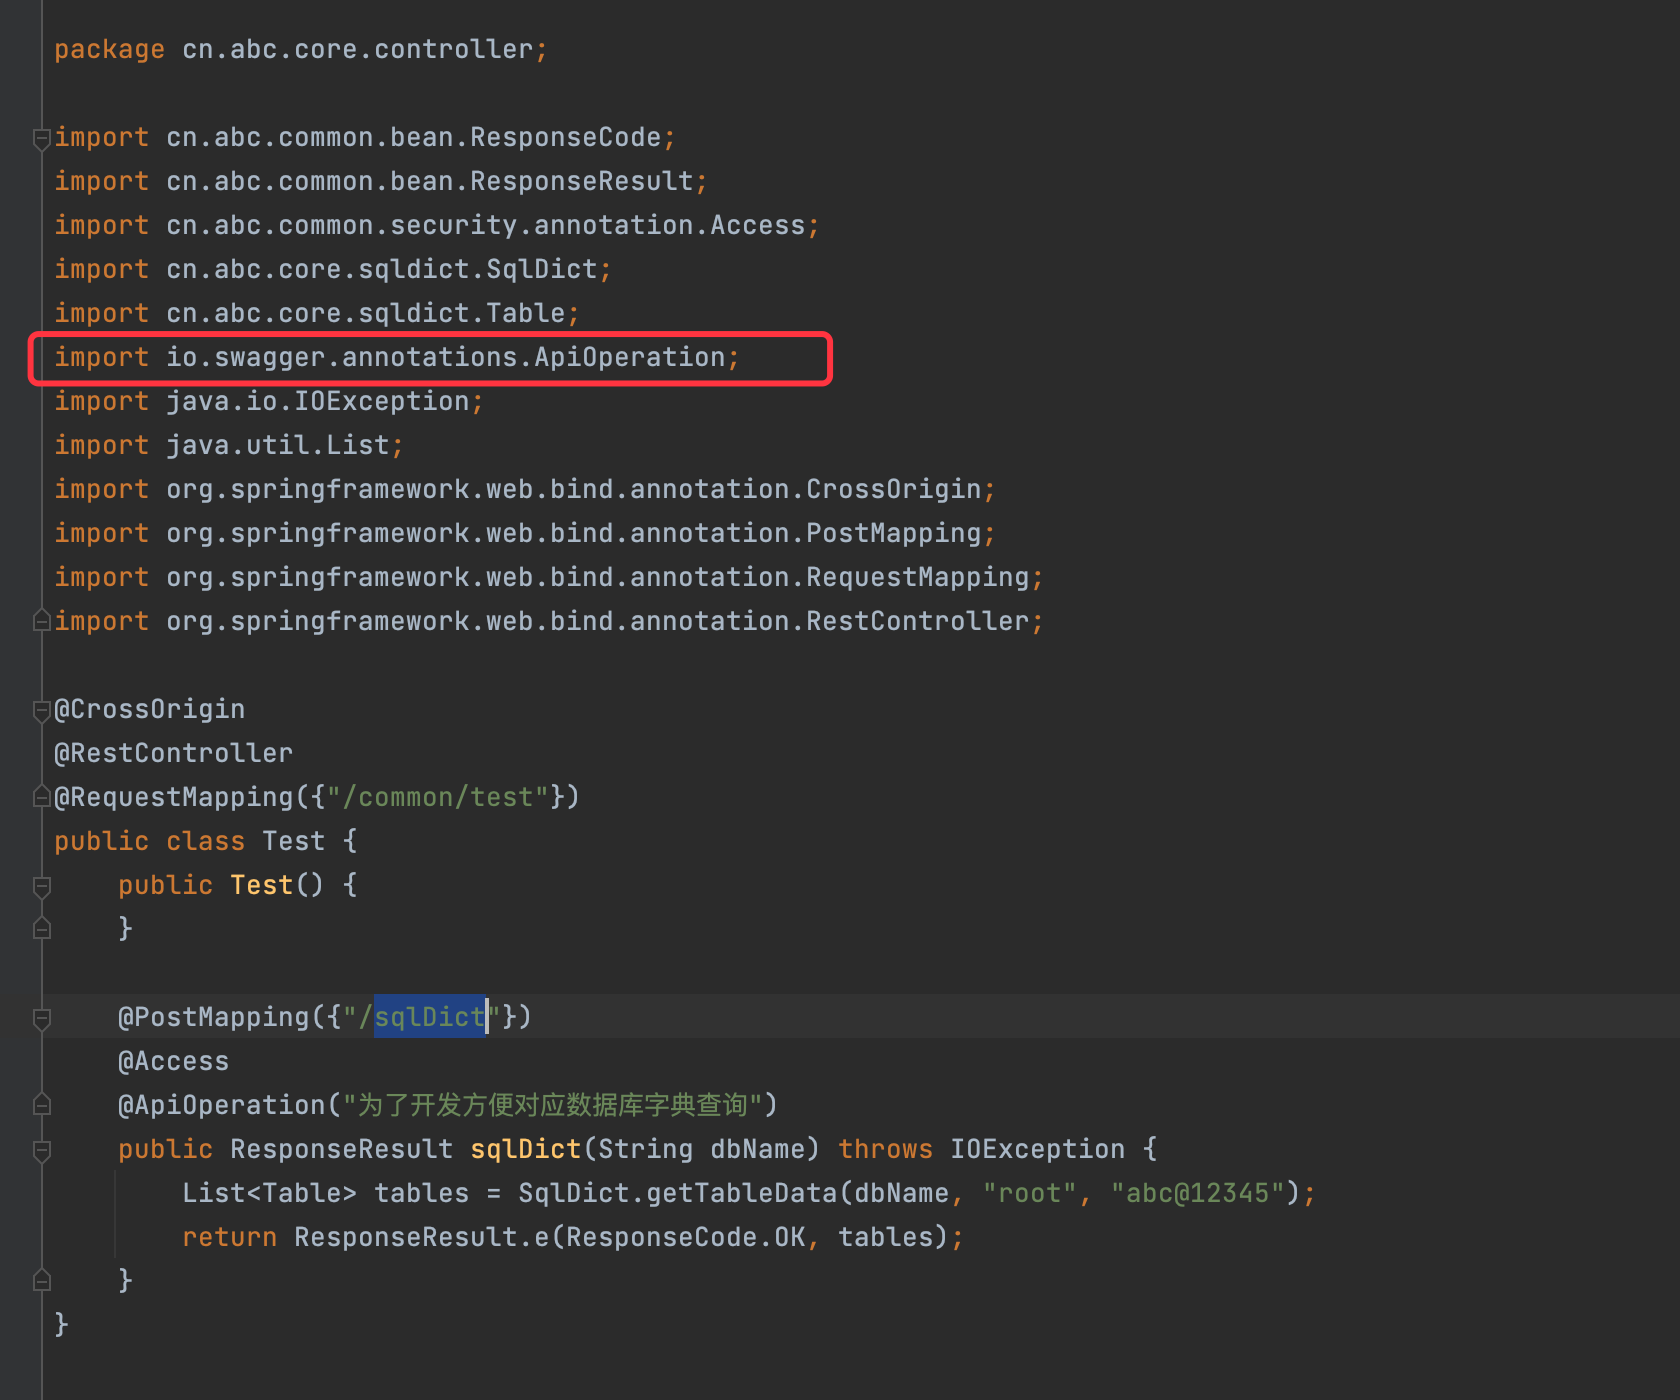 package cn.abc.core.controller;
import cn.abc.common.bean.ResponseCode;
import cn.abc.common.bean.ResponseResult;
import cn.abc.common.security.annotation.Access;
import cn.abc.core.sqldict.SqlDict;
import cn.abc.core.sqldict.Table;
import io.swagger.annotations.ApiOperation;
import java.io.IOException;
import java.util.List;
import org.springframework.web.bind.annotation.CrossOrigin;
import org.springframework.web.bind.annotation.PostMapping;
import org.springframework.web.bind.annotation.RequestMapping;
import org.springframework.web.bind.annotation.RestController;
@CrossOrigin
@RestController
@RequestMapping({"/common/test"})
public class Test {
    public Test() {
    }
    @PostMapping({"/sqlDict"})
    @Access
    @ApiOperation("为了开发方便对应数据库字典查询")
    public ResponseResult sqlDict(String dbName) throws IOException {
        List<Table> tables = SqlDict.getTableData(dbName, "root", "abc@12345");
        return ResponseResult.e(ResponseCode.OK, tables);
    }
}